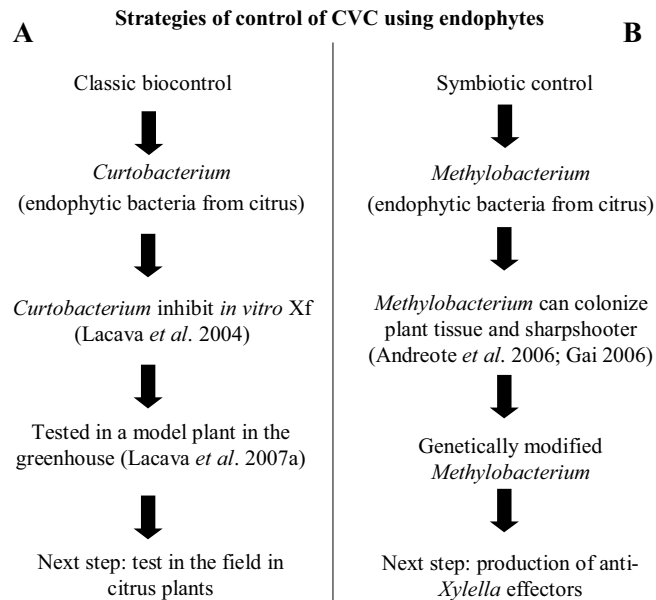 Strategies of control of CVC using endophytes
A
Classic biocontrol
Curtobacterium
(endophytic bacteria from citrus)
Curtobacterium inhibit in vitro Xf
(Lacava et al. 2004)
Tested in a model plant in the
greenhouse (Lacava et al. 2007a)
Next step: test in the field in
citrus plants
B
Symbiotic control
Methylobacterium
(endophytic bacteria from citrus)
Methylobacterium can colonize
plant tissue and sharpshooter
(Andreote et al. 2006; Gai 2006)
Genetically modified
Methylobacterium
Next step: production of anti-
Xylella effectors